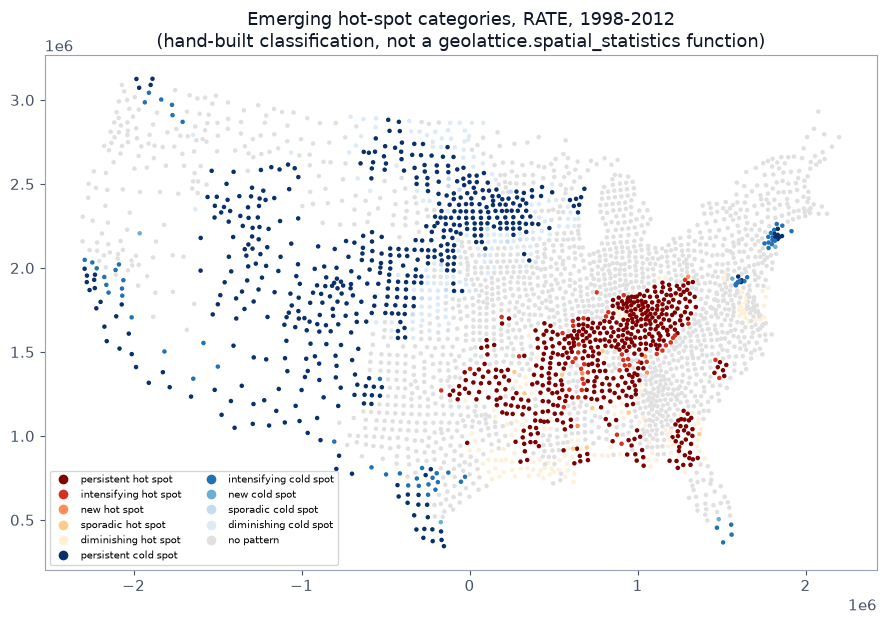 Emerging hot-spot categories, RATE, 1998-2012
(hand-built classification, not a geolattice.spatial_statistics function)
1e6
3.0
2.5
2.0
1.5
1.0
0.5
persistent hot spot
intensifying hot spot
new hot spot
sporadic hot spot
diminishing hot spot
persistent cold spot
intensifying cold spot
new cold spot
sporadic cold spot
diminishing cold spot
no pattern
−2
−1
0
1
2
1e6